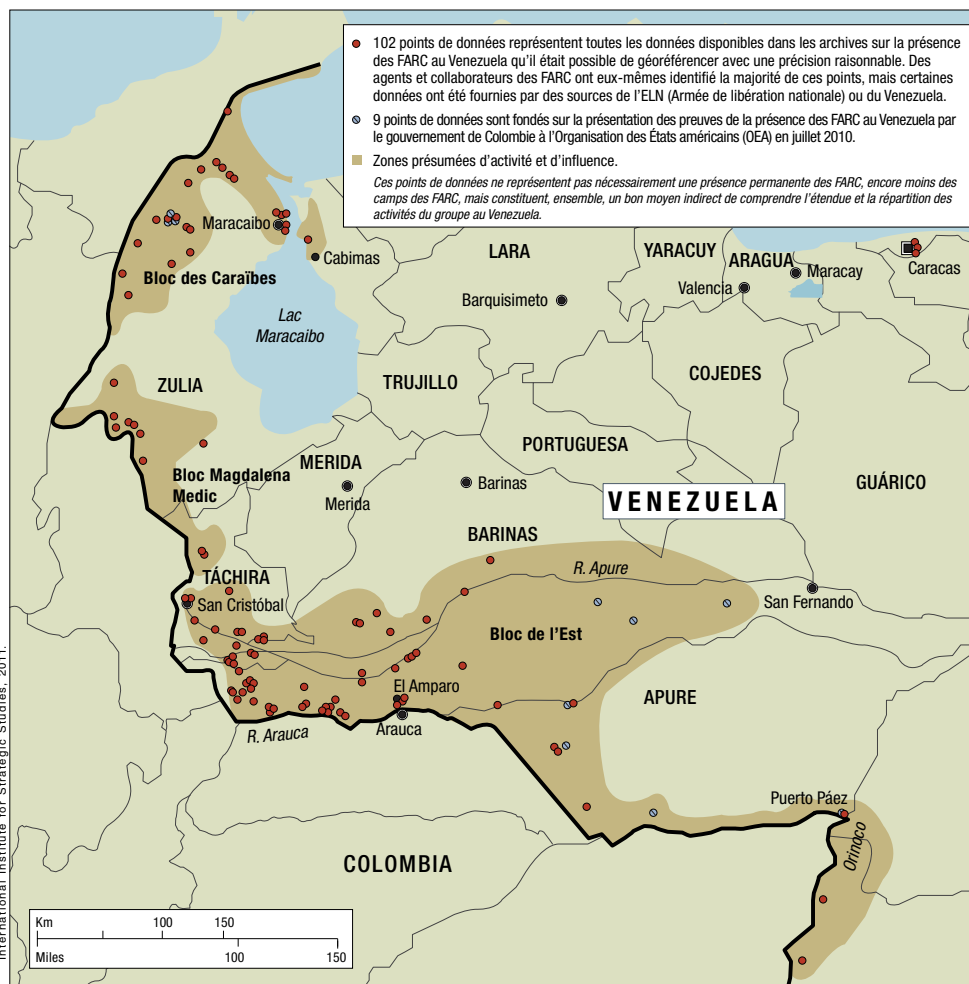 102 points de données représentent toutes les données disponibles dans les archives sur la présence
des FARC au Venezuela qu'il était possible de géoréférencer avec une précision raisonnable. Des
agents et collaborateurs des FARC ont eux-mêmes identifié la majorité de ces points, mais certaines
données ont été fournies par des sources de l'ELN (Armée de libération nationale) ou du Venezuela.
9 points de données sont fondés sur la présentation des preuves de la présence des FARC au Venezuela par
le gouvernement de Colombie à l'Organisation des États américains (OEA) en juillet 2010.
Zones présumées d'activité et d'influence.
Ces points de données ne représentent pas nécessairement une présence permanente des FARC, encore moins des
camps des FARC, mais constituent, ensemble, un bon moyen indirect de comprendre l'étendue et la répartition des
activités du groupe au Venezuela.
Maracaibo
Cabimas
LARA
YARACUY
ARAGUA
Maracay
Caracas
Valencia
Barquisimeto
Bloc des Caraïbes
Lac
Maracaibo
ZULIA
TRUJILLO
COJEDES
PORTUGUESA
MERIDA
Merida
Barinas
GUÁRICO
Bloc Magdalena
Medic
VENEZUELA
BARINAS
R. Apure
TÁCHIRA
San Cristóbal
San Fernando
Bloc de l'Est
El Amparo
APURE
R. Arauca
Arauca
Puerto Páez
Orinoco
COLOMBIA
Km 100 150
Miles 100 150
International Institute for Strategic Studies, 2011.